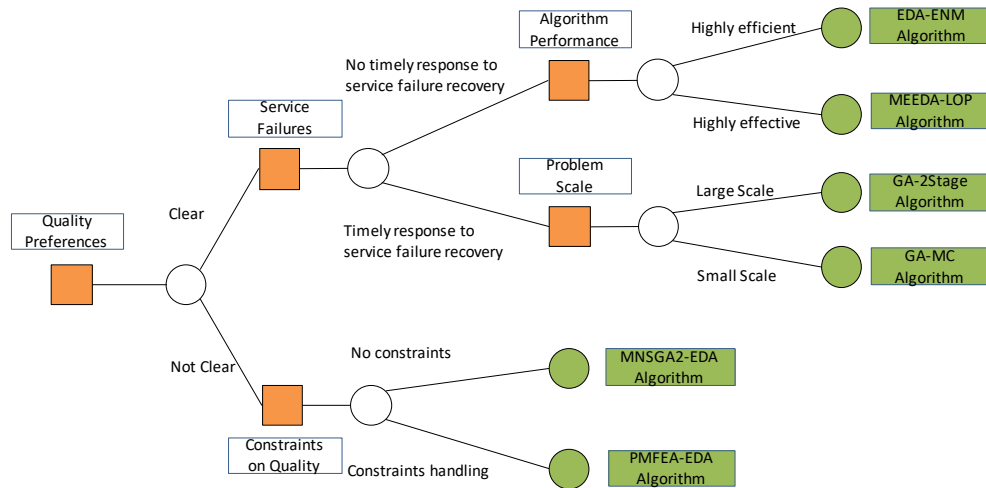 Algorithm
Performance
Highly efficient
EDA-ENM
Algorithm
No timely response to
service failure recovery
Service
Failures
Highly effective
MEEDA-LOP
Algorithm
Problem
Scale
Large Scale
GA-2Stage
Algorithm
Clear
Quality
Preferences
Timely response to
service failure recovery
Small Scale
GA-MC
Algorithm
Not Clear
No constraints
MNSGA2-EDA
Algorithm
Constraints
on Quality
Constraints handling
PMFEA-EDA
Algorithm